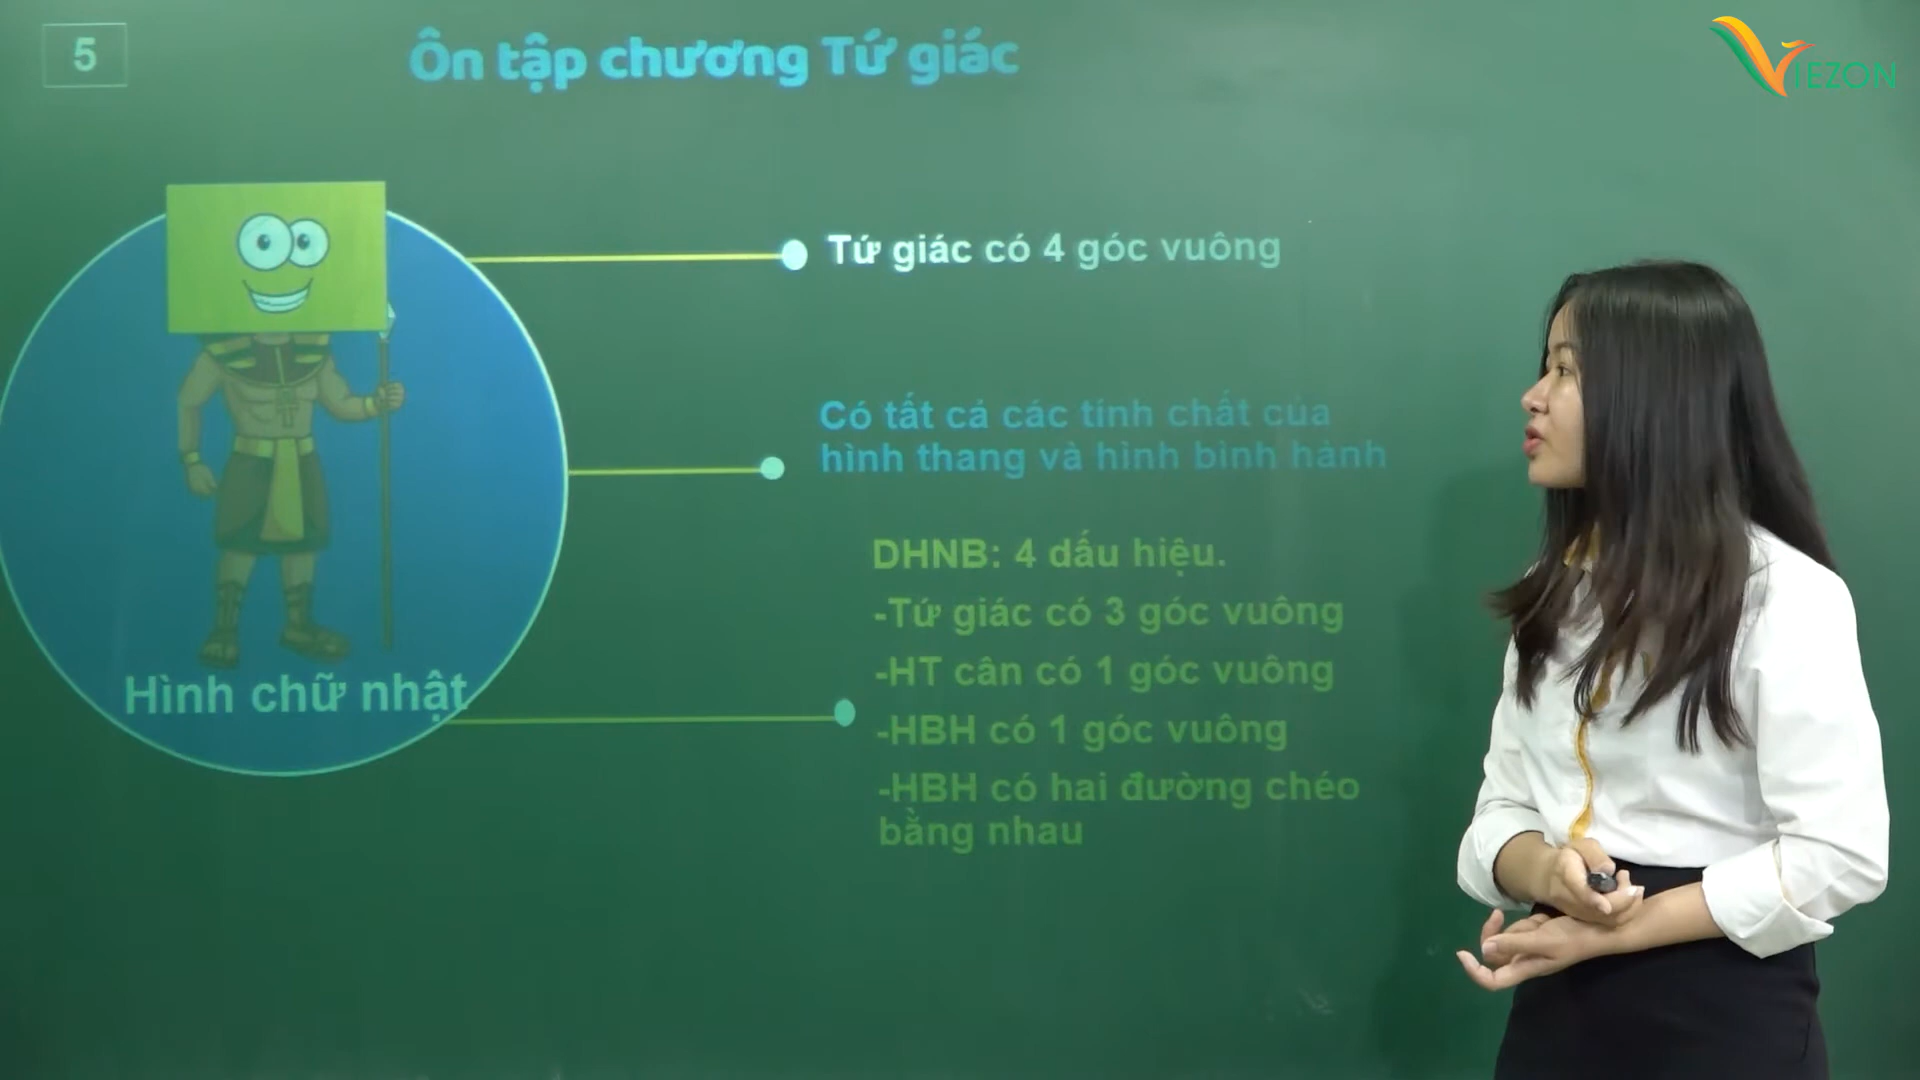 5
Ôn tập chương Tứ giác
VIEZON
Tứ giác có 4 góc vuông
Có tất cả các tính chất của
hình thang và hình bình hành
DHNB: 4 dấu hiệu.
-Tứ giác có 3 góc vuông
-HT cân có 1 góc vuông
-HBH có 1 góc vuông
-HBH có hai đường chéo
bằng nhau
Hình chữ nhật